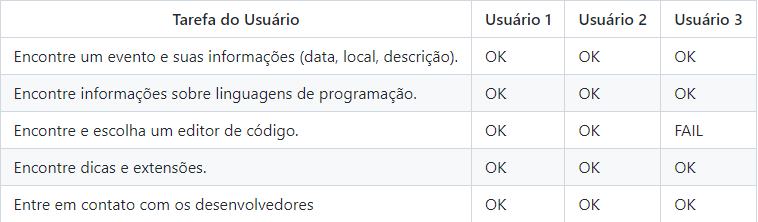 Tarefa do Usuário Usuário 1 Usuário 2 Usuário 3
Encontre um evento e suas informações (data, local, descrição). OK OK OK
Encontre informações sobre linguagens de programação. OK OK OK
Encontre e escolha um editor de código. OK OK FAIL
Encontre dicas e extensões. OK OK OK
Entre em contato com os desenvolvedores OK OK OK